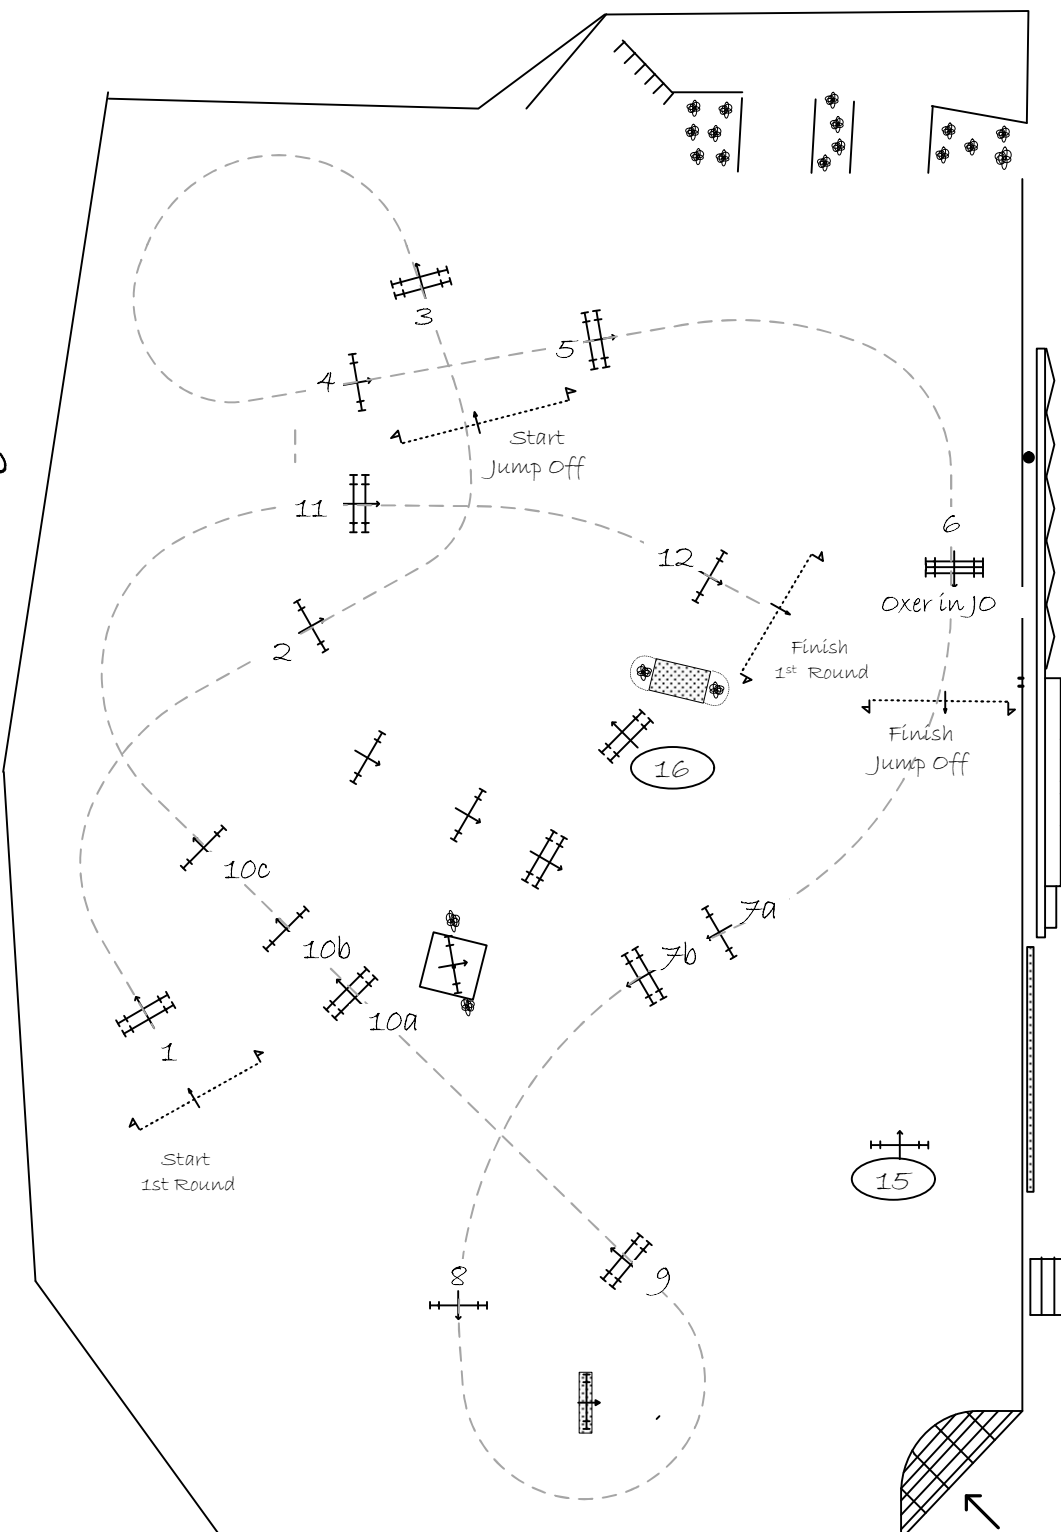 3
5
4
Start
Jump Off
6
11
12
Oxer in JO
2
Finish
1st Round
Finish
Jump Off
16
10c
7a
10b
7b
10a
1
Start
1st Round
15
8
9